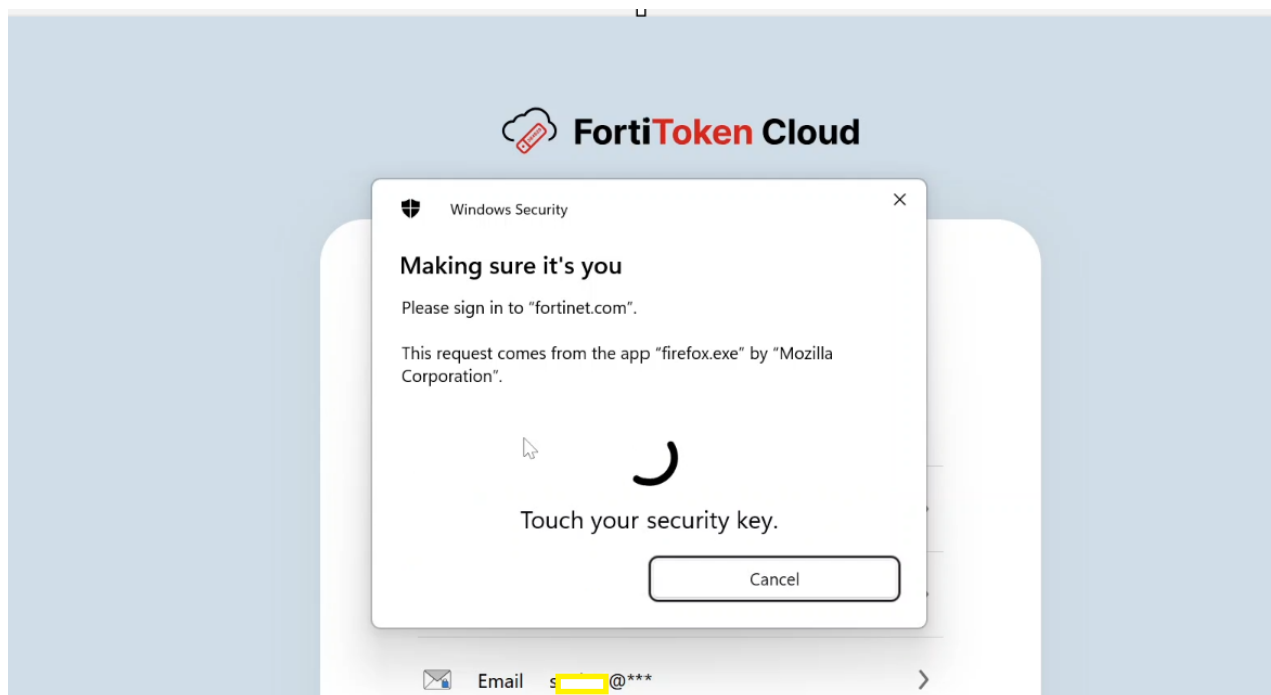 FortiToken Cloud
Windows Security
Making sure it's you
Please sign in to "fortinet.com".
This request comes from the app "firefox.exe" by "Mozilla
Corporation".
Touch your security key.
Cancel
Email s @***